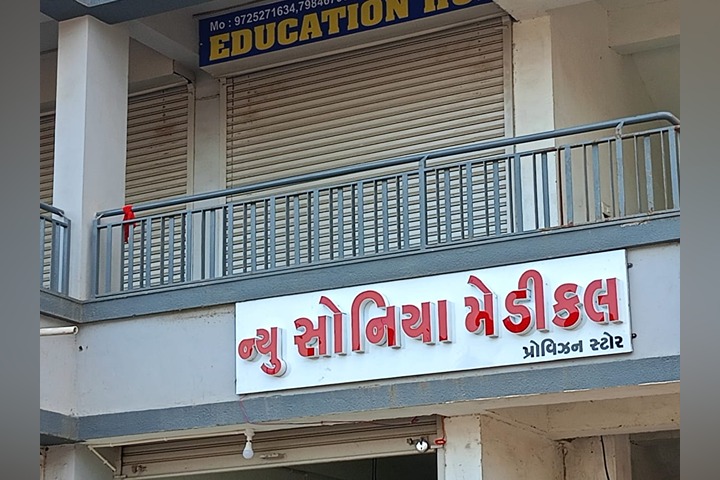 Mo : 9725271634,
EDUCATION
ન્યુ સોનિયા મેડીકલ
પ્રોવિઝન સ્ટોર